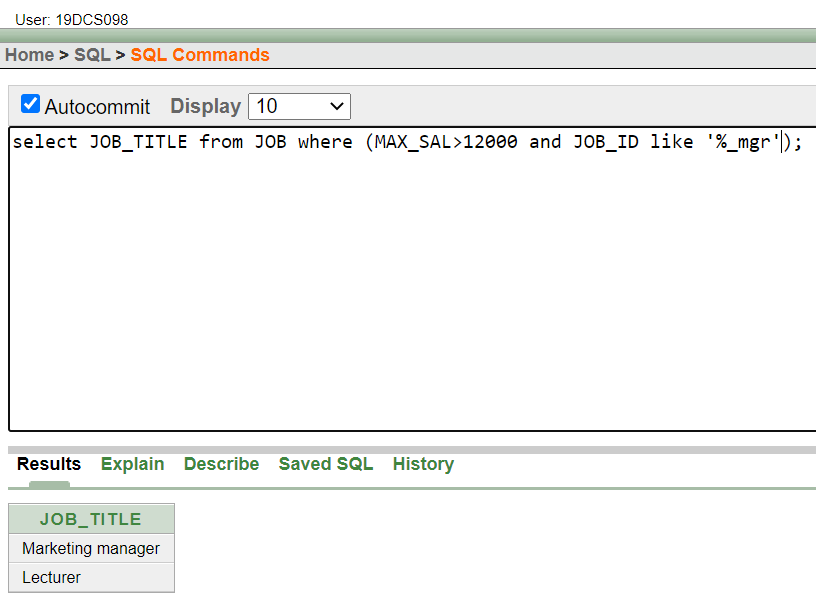 User: 19DCS098
Home > SQL > SQL Commands
Autocommit Display 10
select JOB_TITLE from JOB where (MAX_SAL>12000 and JOB_ID like '%_mgr');
Results Explain Describe Saved SQL History
JOB_TITLE
Marketing manager
Lecturer